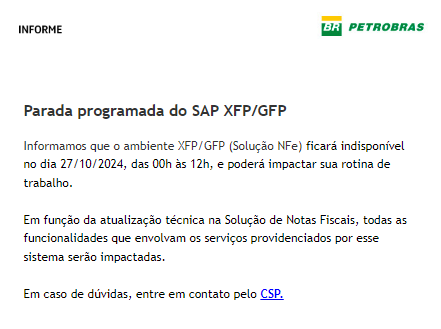 INFORME
BR PETROBRAS
Parada programada do SAP XFP/GFP
Informamos que o ambiente XFP/GFP (Solução NFe) ficará indisponível
no dia 27/10/2024, das 00h às 12h, e poderá impactar sua rotina de
trabalho.
Em função da atualização técnica na Solução de Notas Fiscais, todas as
funcionalidades que envolvam os serviços providenciados por esse
sistema serão impactadas.
Em caso de dúvidas, entre em contato pelo CSP.